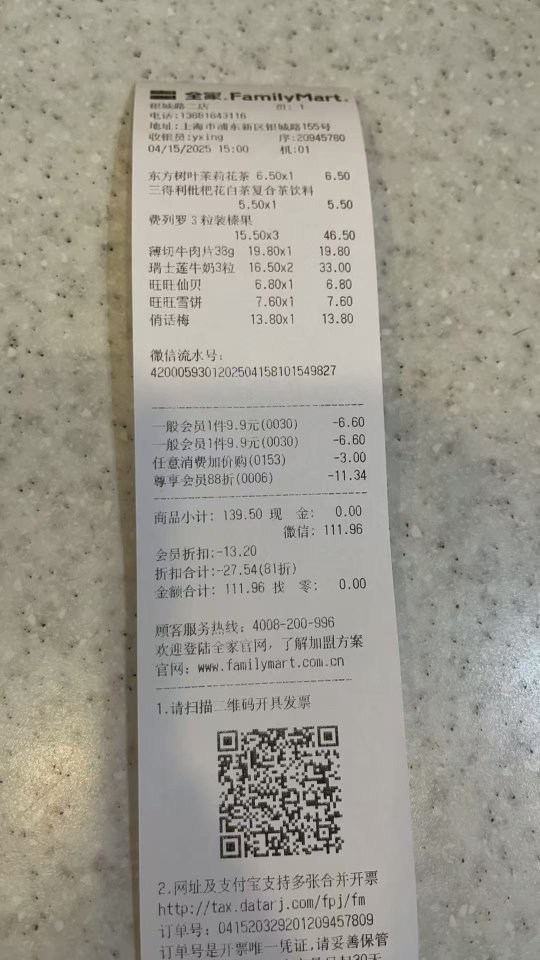 全家.FamilyMart.
银城路二店 页: 1
电话:13681643116
地址:上海市浦东新区银城路155号
收银员:yxing 序:20945780
04/15/2025 15:00 机:01
东方树叶茉莉花茶 6.50x1 6.50
三得利枇杷花白茶复合茶饮料
5.50x1 5.50
费列罗3粒装榛果
15.50x3 46.50
薄切牛肉片38g 19.80x1 19.80
瑞士莲牛奶3粒 16.50x2 33.00
旺旺仙贝 6.80x1 6.80
旺旺雪饼 7.60x1 7.60
俏话梅 13.80x1 13.80
微信流水号:
4200059301202504158101549827
一般会员1件9.9元(0030) -6.60
一般会员1件9.9元(0030) -6.60
任意消费加价购(0153) -3.00
尊享会员88折(0006) -11.34
商品小计: 139.50 现 金: 0.00
微信: 111.96
会员折扣:-13.20
折扣合计:-27.54(81折)
金额合计: 111.96 找 零: 0.00
顾客服务热线: 4008-200-996
欢迎登陆全家官网,了解加盟方案
官网: www.familymart.com.cn
1.请扫描二维码开具发票
2.网址及支付宝支持多张合并开票
http://tax.datarj.com/fpj/fm
订单号: 041520329201209457809
订单号是开票唯一凭证,请妥善保管